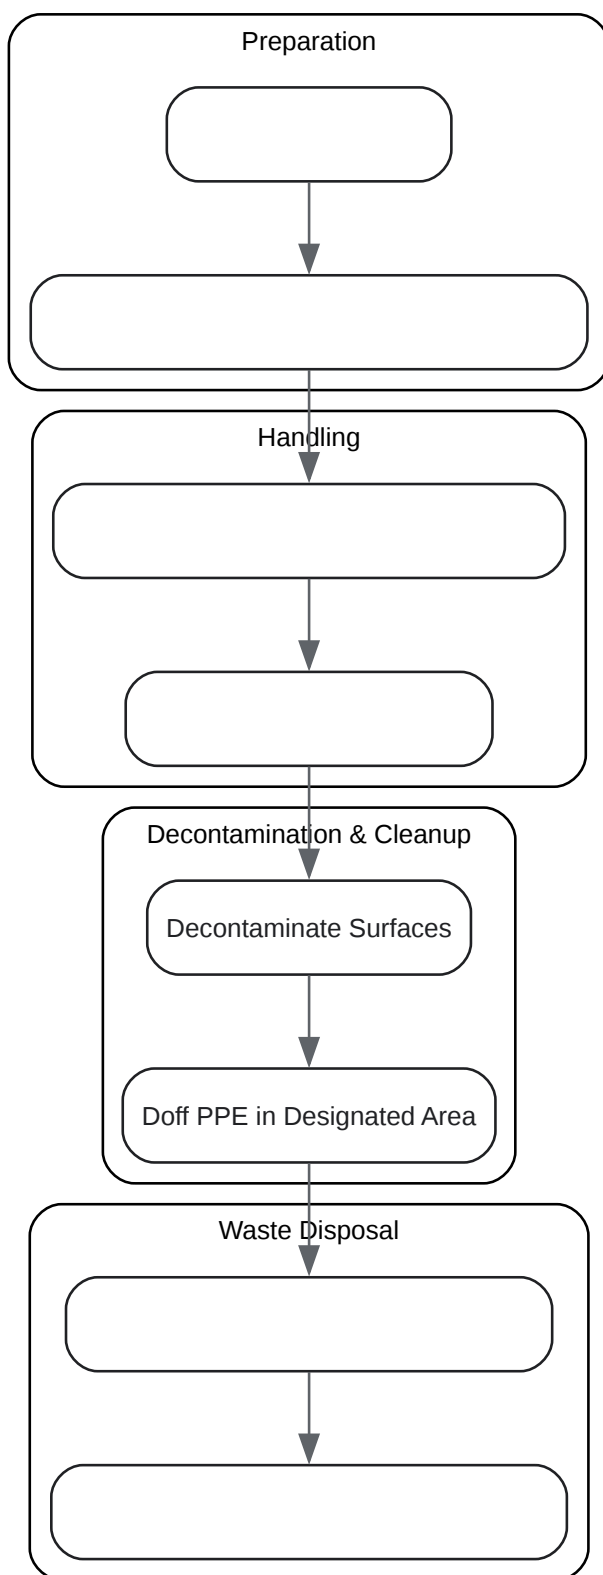 Preparation
Handling
Decontamination & Cleanup
Decontaminate Surfaces
Doff PPE in Designated Area
Waste Disposal